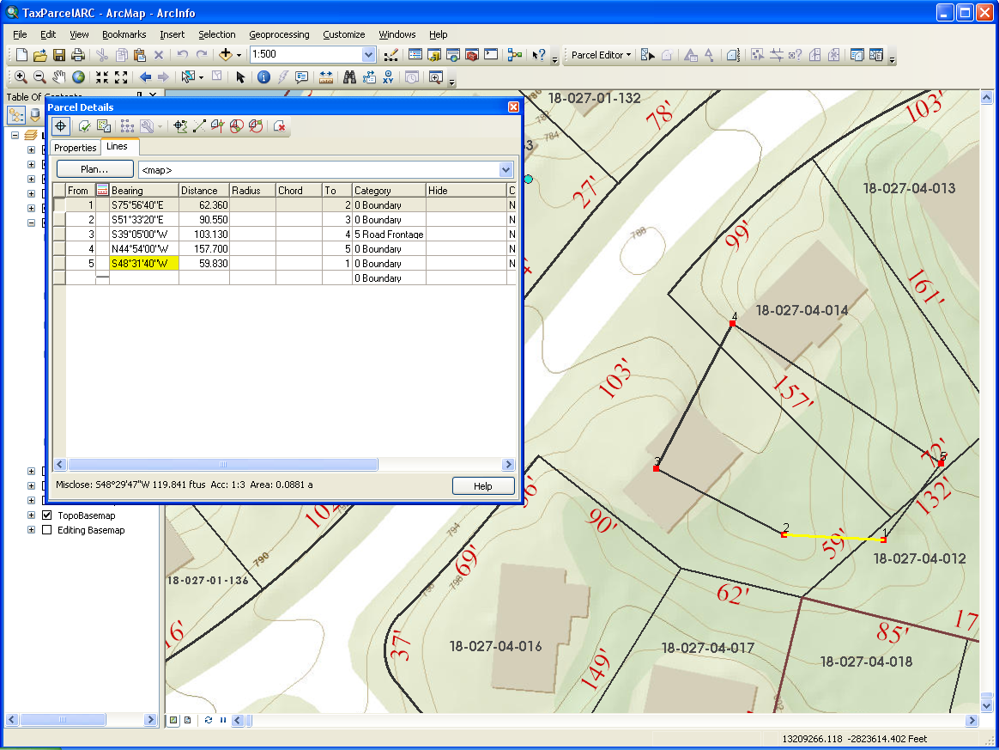 TaxParcelARC - ArcMap - ArcInfo
File Edit View Bookmarks Insert Selection Geoprocessing Customize Windows Help
1:500
Parcel Editor
Table Of Contents
Parcel Details
Properties Lines
Plan... <map>
From Bearing Distance Radius Chord To Category Hide C
1 S75°56'40"E 62.360 2 0 Boundary N
2 S51°33'20"E 90.550 3 0 Boundary N
3 S39°05'00"W 103.130 4 5 Road Frontage N
4 N44°54'00"W 157.700 5 0 Boundary N
5 S48°31'40"W 59.830 1 0 Boundary N
0 Boundary
Misclose: S48°29'47"W 119.841 ftus Acc: 1:3 Area: 0.0881 a
Help
TopoBasemap
Editing Basemap
18-027-01-132
78'
103'
782
784
27'
18-027-04-013
788
99'
161'
18-027-04-014
4
103'
157'
3
72'
5
132'
90'
2
1
59'
18-027-04-012
102'
794
790
18-027-01-136
69'
798
796
62'
16'
37'
18-027-04-016
149'
18-027-04-017
85'
17
18-027-04-018
13209266.118 -2823614.402 Feet